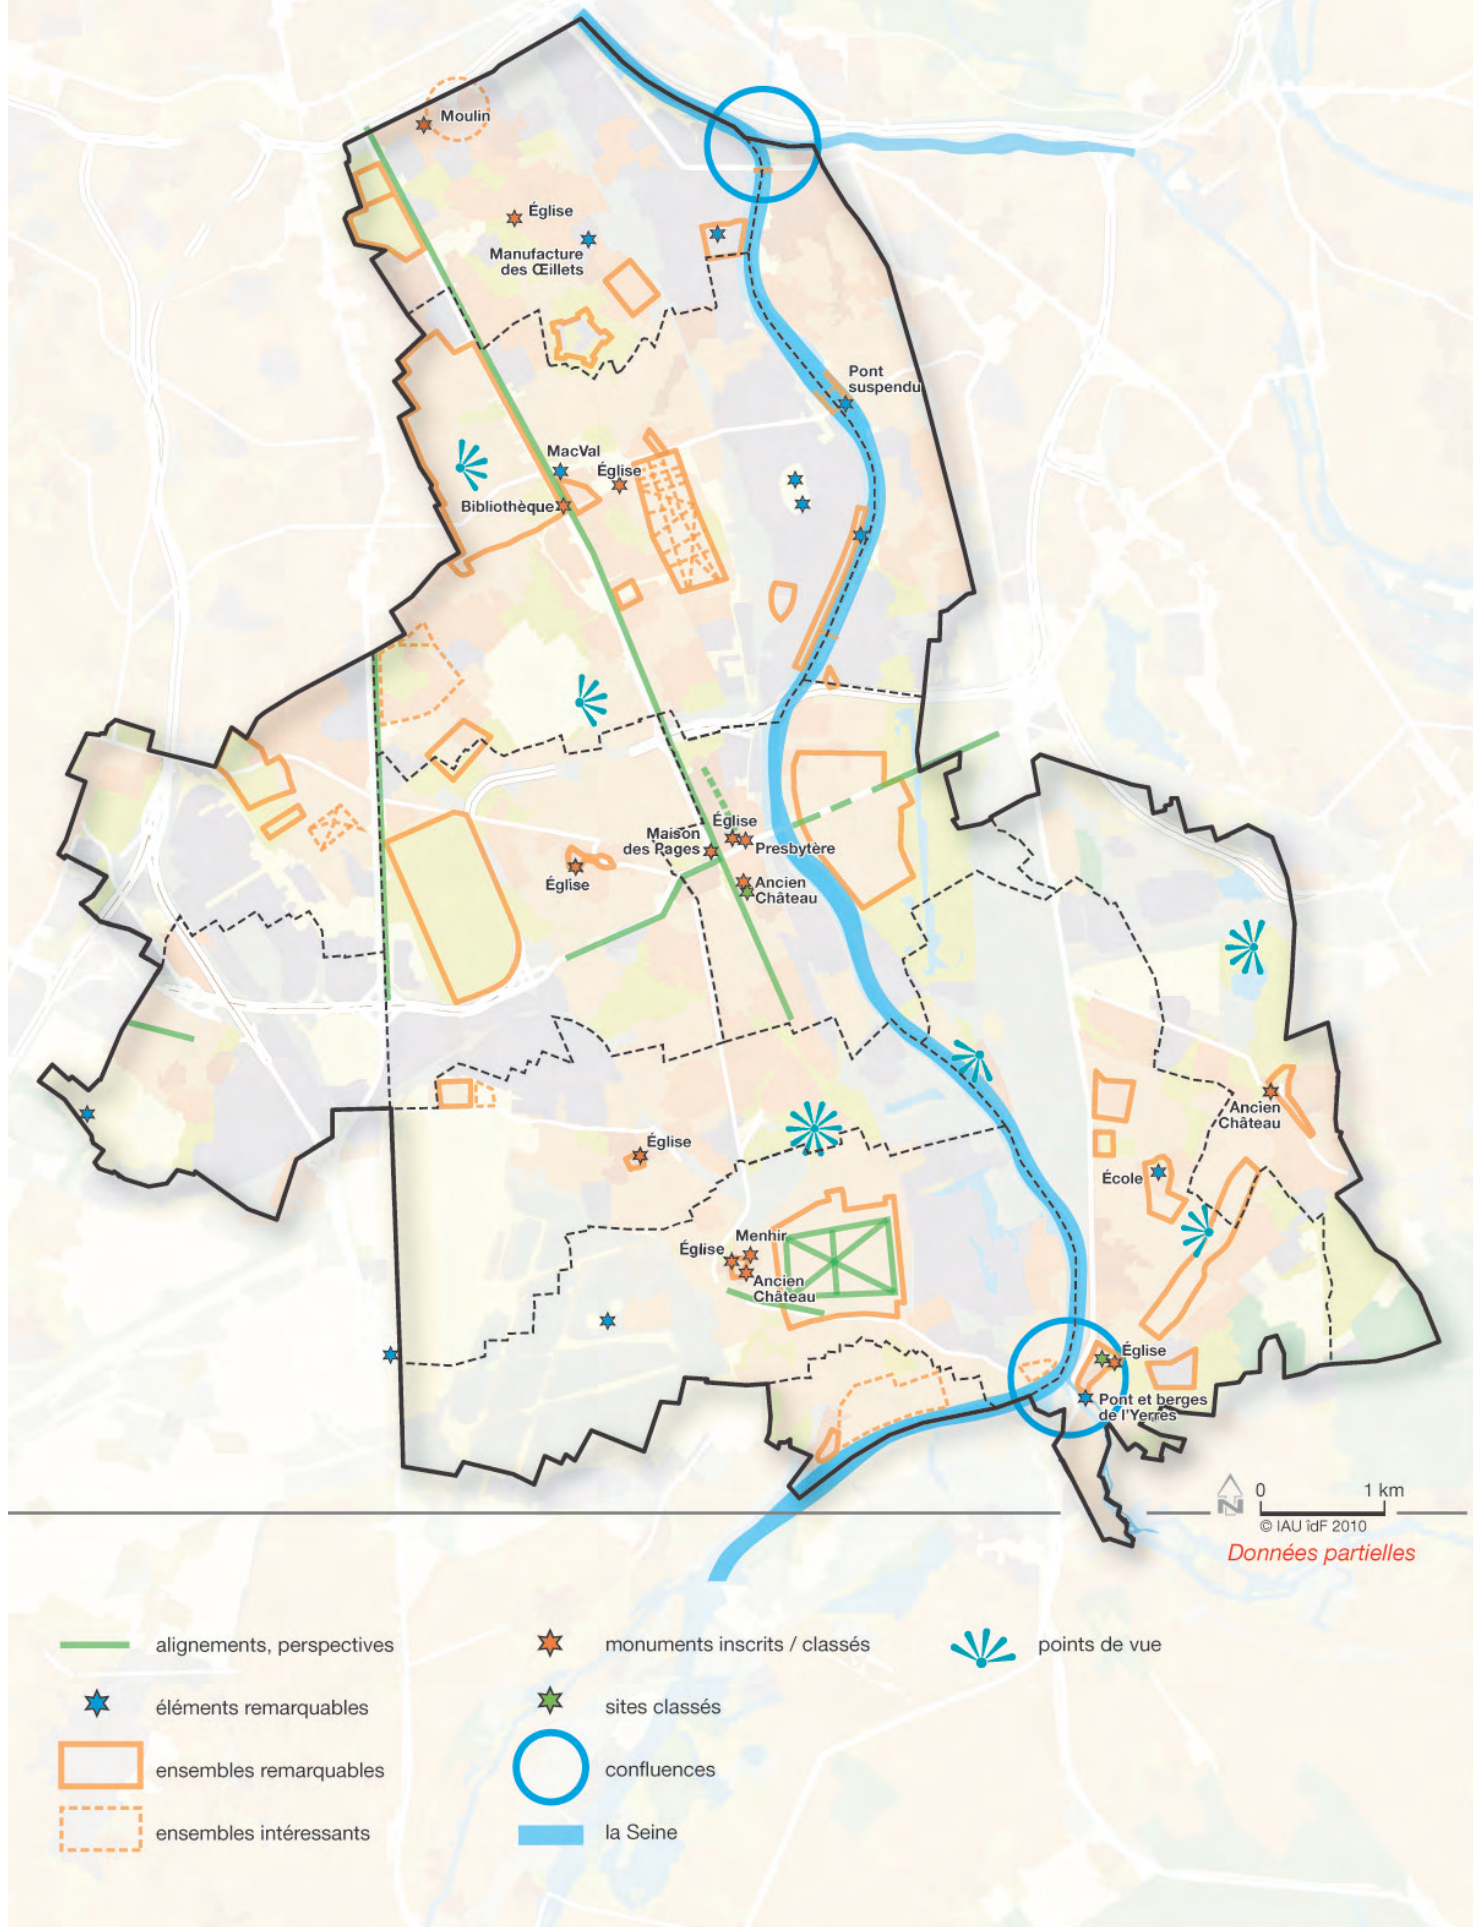 Moulin
Église
Manufacture
des Œillets
Pont
suspendu
MacVal
Église
Bibliothèque
Église
Maison
des Pages
Presbytère
Église
Ancien
Château
Ancien
Château
Église
École
Menhir
Église
Ancien
Château
Église
Pont et berges
de l'Yerres
N
0 1 km
© IAU îdF 2010
Données partielles
alignements, perspectives
monuments inscrits / classés
points de vue
éléments remarquables
sites classés
ensembles remarquables
confluences
ensembles intéressants
la Seine